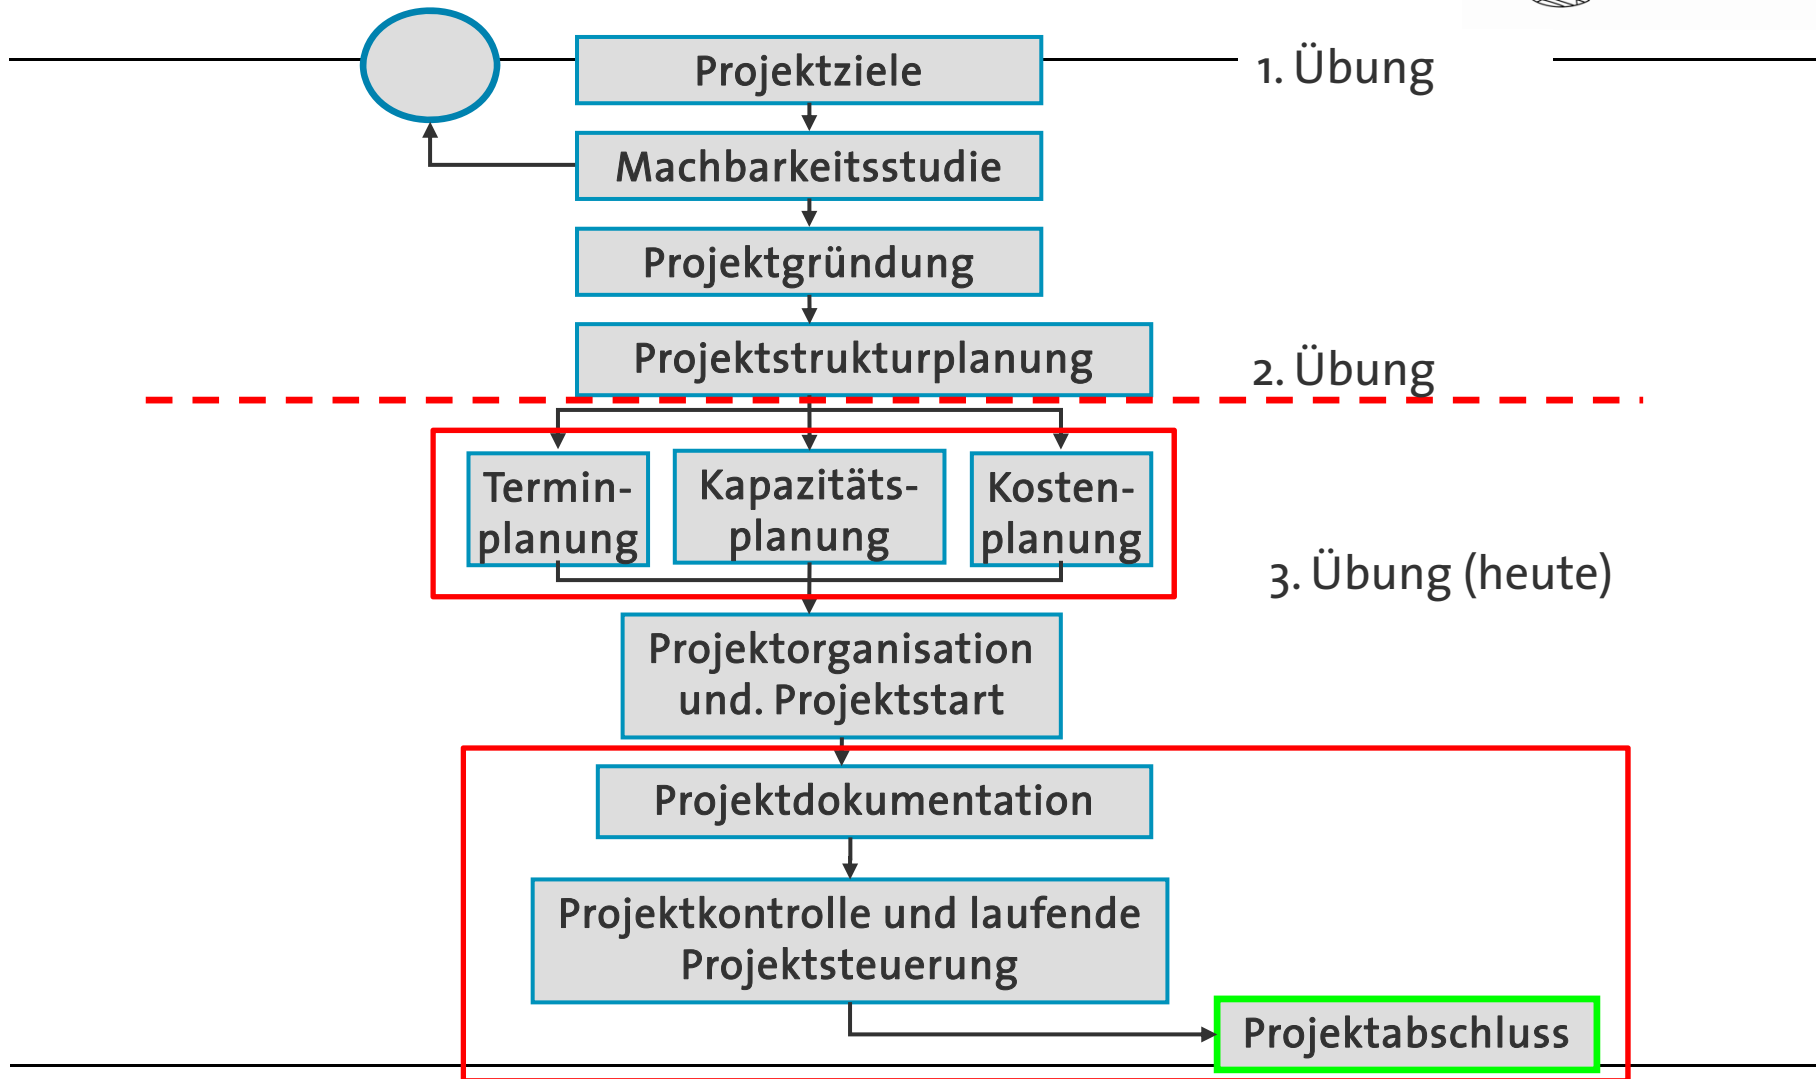 Projektziele
1. Übung
Machbarkeitsstudie
Projektgründung
Projektstrukturplanung
2. Übung
Termin-
planung
Kapazitäts-
planung
Kosten-
planung
3. Übung (heute)
Projektorganisation
und. Projektstart
Projektdokumentation
Projektkontrolle und laufende
Projektsteuerung
Projektabschluss